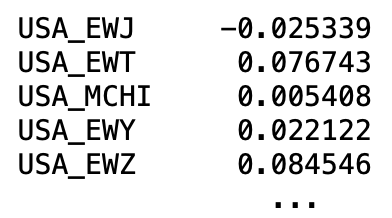 USA_EWJ -0.025339
USA_EWT 0.076743
USA_MCHI 0.005408
USA_EWY 0.022122
USA_EWZ 0.084546
...